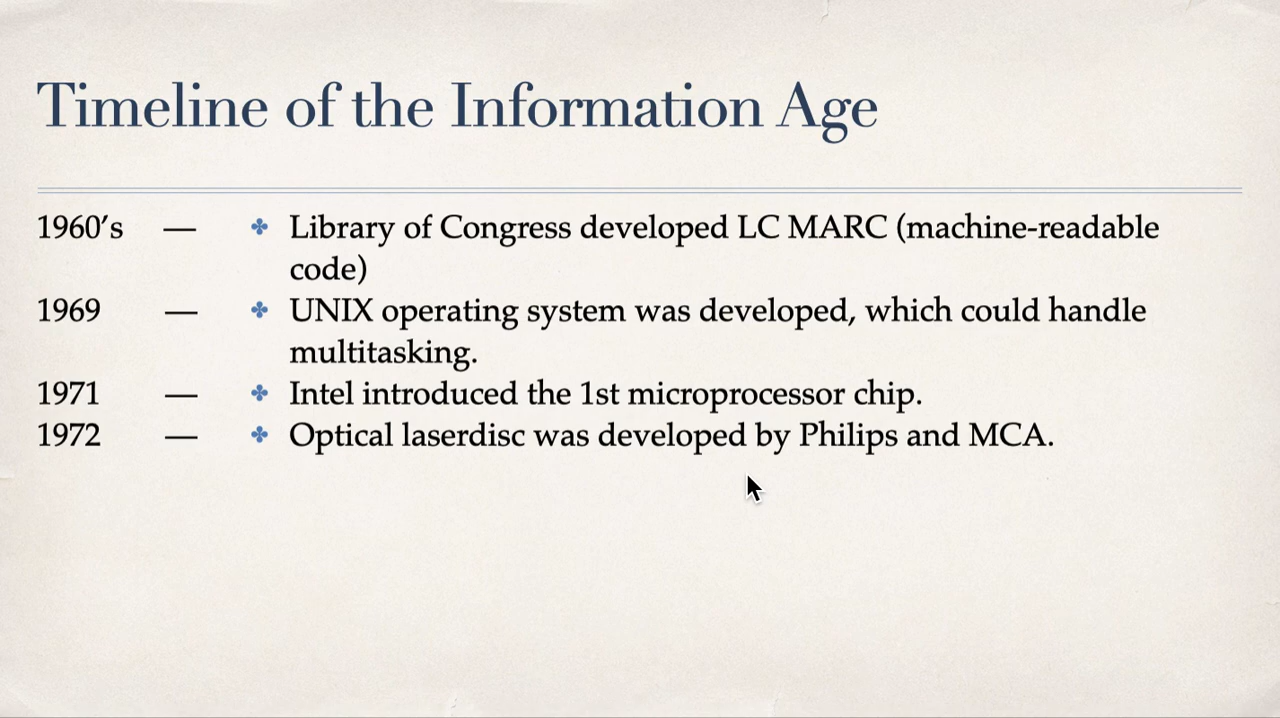 Timeline of the Information Age
1960's — ✤ Library of Congress developed LC MARC (machine-readable
code)
1969 — ✤ UNIX operating system was developed, which could handle
multitasking.
1971 — ✤ Intel introduced the 1st microprocessor chip.
1972 — ✤ Optical laserdisc was developed by Philips and MCA.